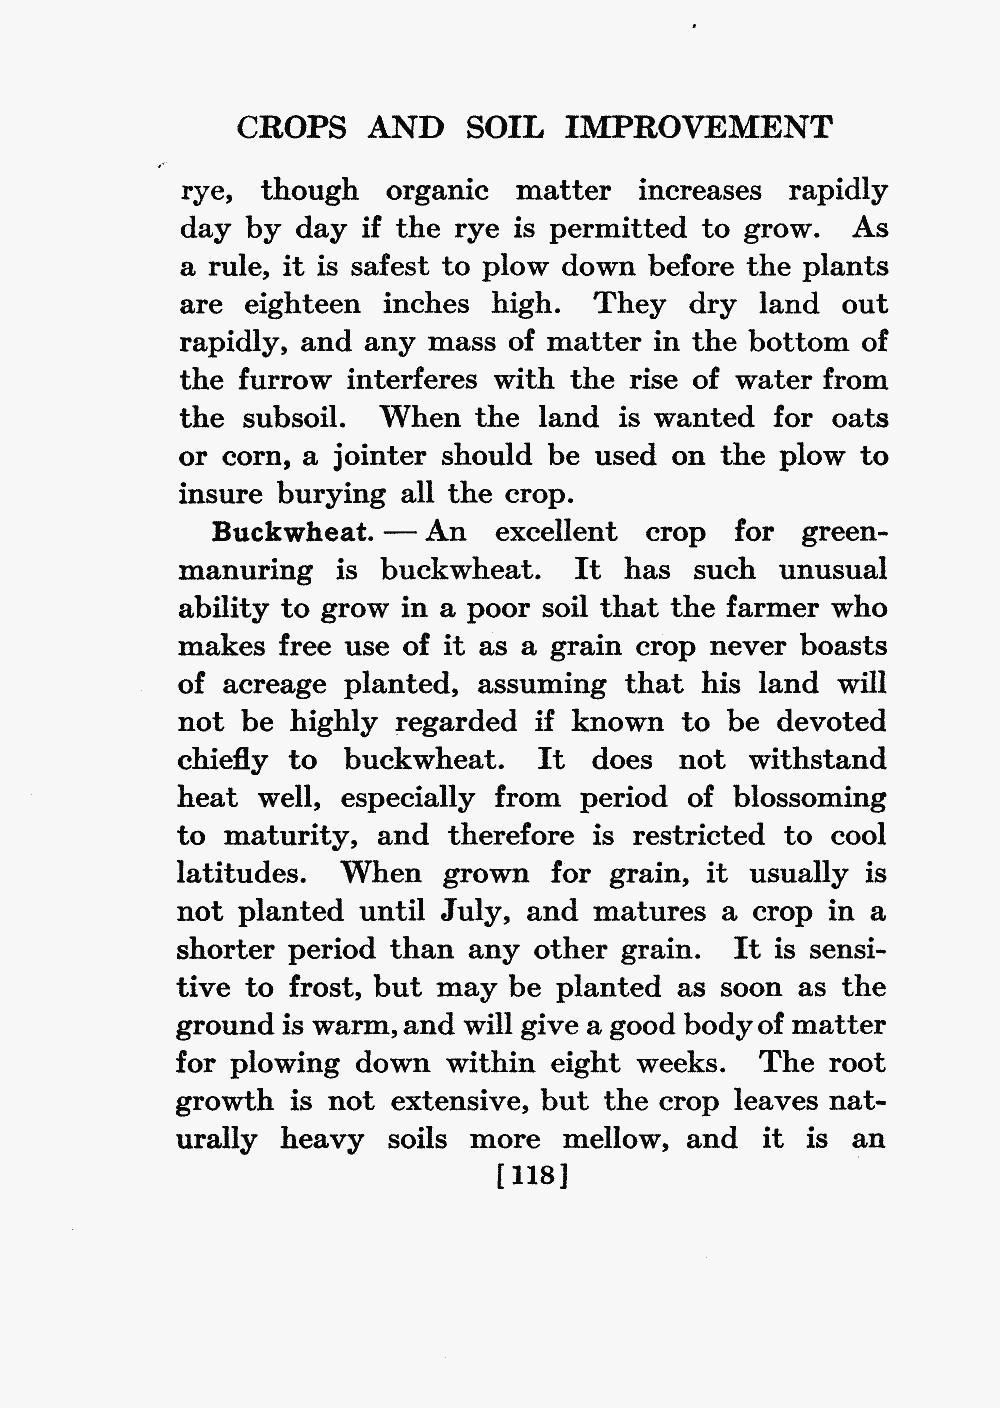 CROPS AND SOIL IMPROVEMENT
rye, though organic matter increases rapidly
day by day if the rye is permitted to grow. As
a rule, it is safest to plow down before the plants
are eighteen inches high. They dry land out
rapidly, and any mass of matter in the bottom of
the furrow interferes with the rise of water from
the subsoil. When the land is wanted for oats
or corn, a jointer should be used on the plow to
insure burying all the crop.
Buckwheat. — An excellent crop for green-
manuring is buckwheat. It has such unusual
ability to grow in a poor soil that the farmer who
makes free use of it as a grain crop never boasts
of acreage planted, assuming that his land will
not be highly regarded if known to be devoted
chiefly to buckwheat. It does not withstand
heat well, especially from period of blossoming
to maturity, and therefore is restricted to cool
latitudes. When grown for grain, it usually is
not planted until July, and matures a crop in a
shorter period than any other grain. It is sensi-
tive to frost, but may be planted as soon as the
ground is warm, and will give a good body of matter
for plowing down within eight weeks. The root
growth is not extensive, but the crop leaves nat-
urally heavy soils more mellow, and it is an
[118]